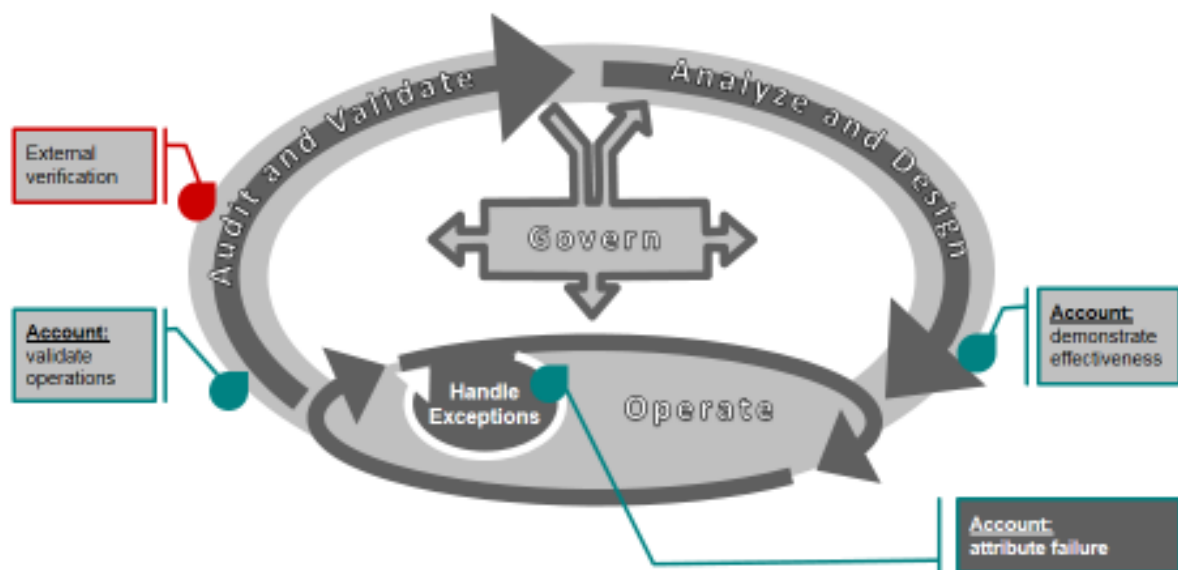 Audit and Validate
Analyze and Design
External
verification
Govern
Account:
validate
operations
Account:
demonstrate
effectiveness
Handle
Exceptions
Operate
Account:
attribute failure